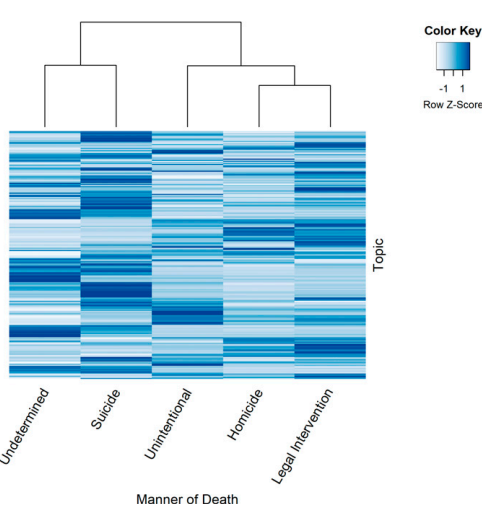 Color Key
-1 1
Row Z-Score
Topic
Undetermined
Suicide
Unintentional
Homicide
Legal Intervention
Manner of Death